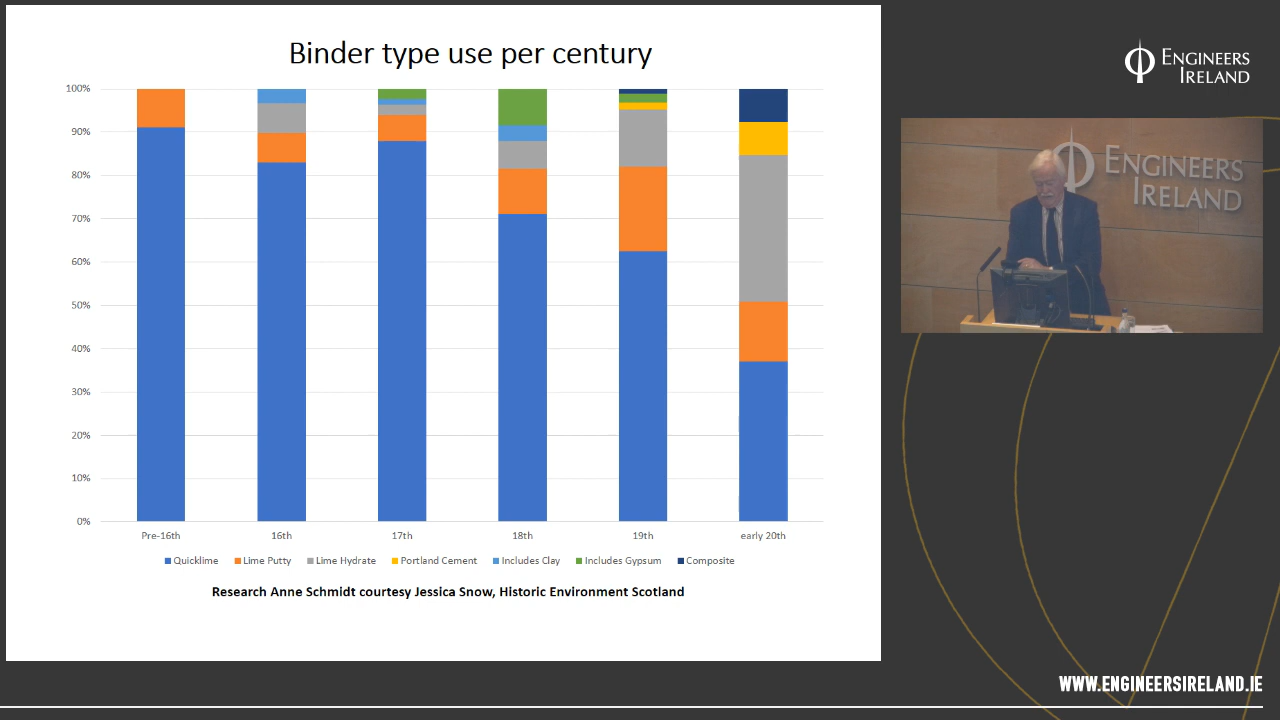 Binder type use per century
100%
90%
80%
70%
60%
50%
40%
30%
20%
10%
0%
Pre-16th 16th 17th 18th 19th early 20th
Quicklime Lime Putty Lime Hydrate Portland Cement Includes Clay Includes Gypsum Composite
Research Anne Schmidt courtesy Jessica Snow, Historic Environment Scotland
ENGINEERS
IRELAND
ENGINEERS
IRELAND
WWW.ENGINEERSIRELAND.IE